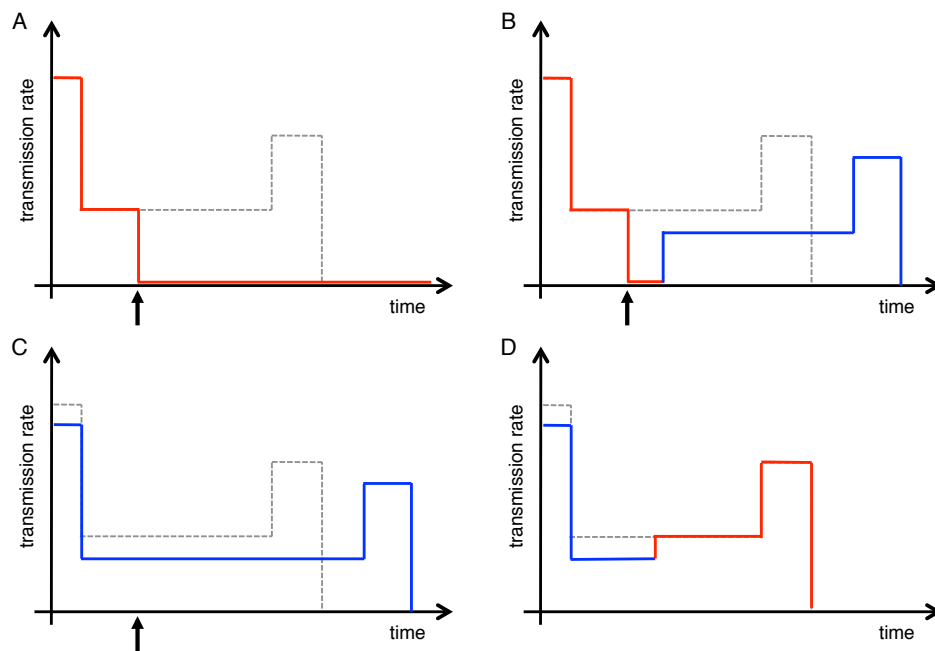 A
transmission rate
time
B
transmission rate
time
C
transmission rate
time
D
transmission rate
time